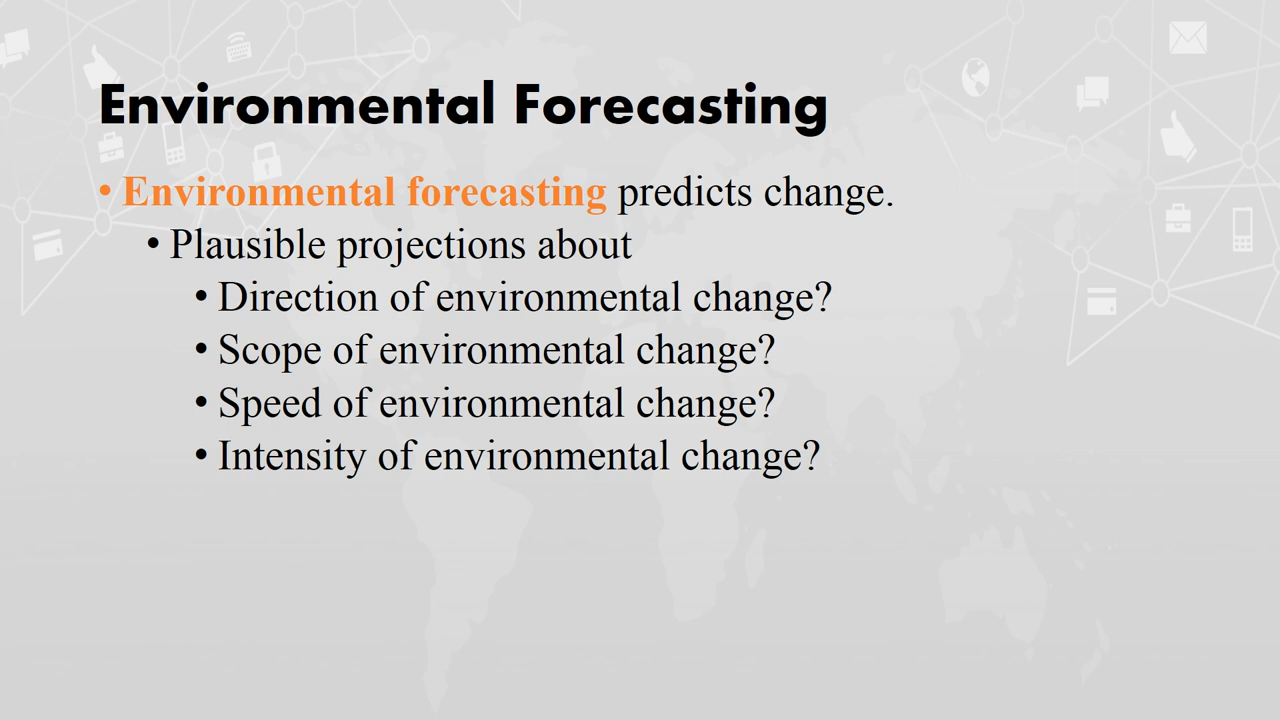 Environmental Forecasting
• Environmental forecasting predicts change.
• Plausible projections about
• Direction of environmental change?
• Scope of environmental change?
• Speed of environmental change?
• Intensity of environmental change?